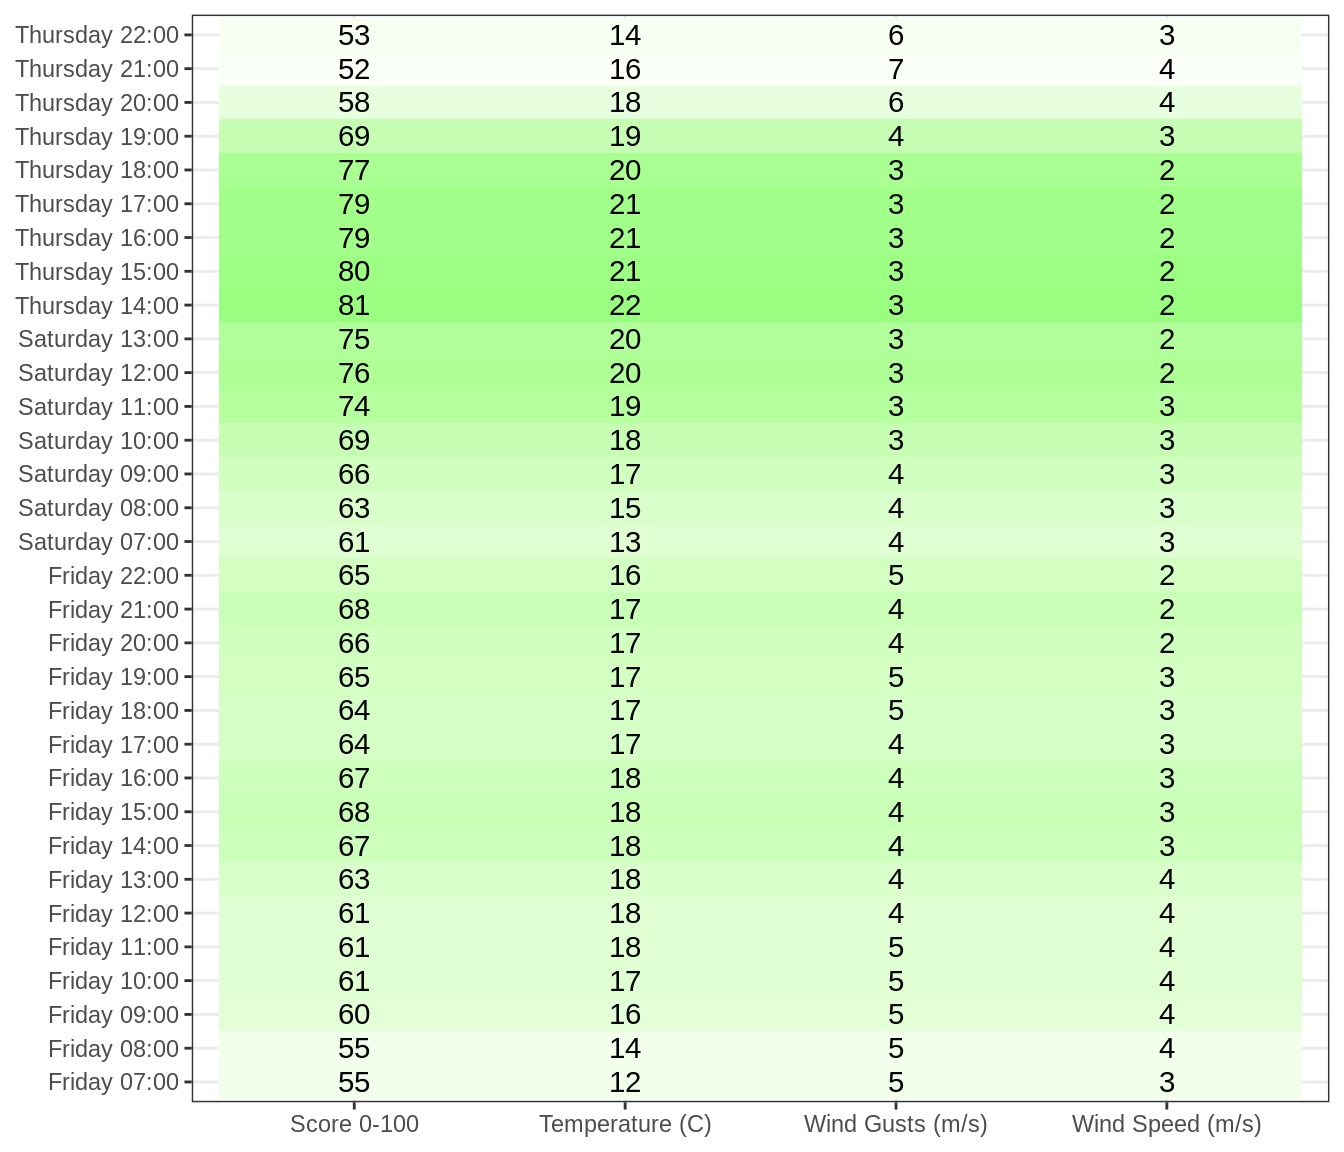 Thursday 22:00 53 14 6 3
Thursday 21:00 52 16 7 4
Thursday 20:00 58 18 6 4
Thursday 19:00 69 19 4 3
Thursday 18:00 77 20 3 2
Thursday 17:00 79 21 3 2
Thursday 16:00 79 21 3 2
Thursday 15:00 80 21 3 2
Thursday 14:00 81 22 3 2
Saturday 13:00 75 20 3 2
Saturday 12:00 76 20 3 2
Saturday 11:00 74 19 3 3
Saturday 10:00 69 18 3 3
Saturday 09:00 66 17 4 3
Saturday 08:00 63 15 4 3
Saturday 07:00 61 13 4 3
Friday 22:00 65 16 5 2
Friday 21:00 68 17 4 2
Friday 20:00 66 17 4 2
Friday 19:00 65 17 5 3
Friday 18:00 64 17 5 3
Friday 17:00 64 17 4 3
Friday 16:00 67 18 4 3
Friday 15:00 68 18 4 3
Friday 14:00 67 18 4 3
Friday 13:00 63 18 4 4
Friday 12:00 61 18 4 4
Friday 11:00 61 18 5 4
Friday 10:00 61 17 5 4
Friday 09:00 60 16 5 4
Friday 08:00 55 14 5 4
Friday 07:00 55 12 5 3
Score 0-100 Temperature (C) Wind Gusts (m/s) Wind Speed (m/s)